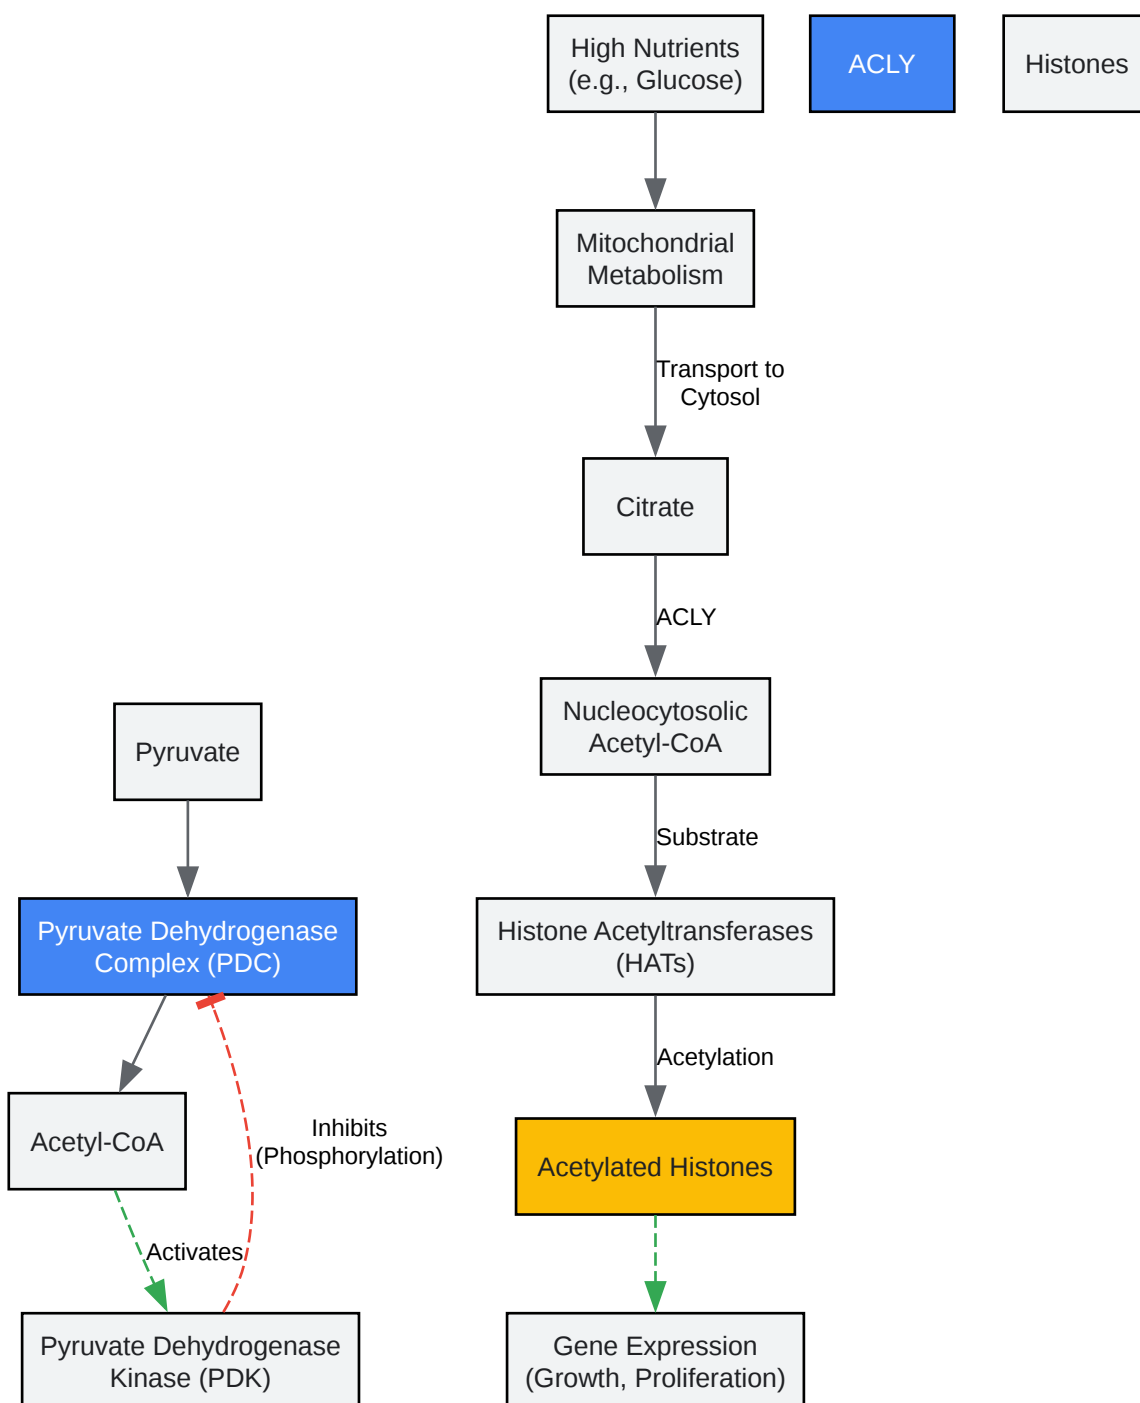 High Nutrients
(e.g., Glucose)
ACLY
Histones
Mitochondrial
Metabolism
Transport to
Cytosol
Citrate
ACLY
Nucleocytosolic
Acetyl-CoA
Substrate
Histone Acetyltransferases
(HATs)
Acetylation
Acetylated Histones
Gene Expression
(Growth, Proliferation)
Pyruvate
Pyruvate Dehydrogenase
Complex (PDC)
Acetyl-CoA
Inhibits
(Phosphorylation)
Activates
Pyruvate Dehydrogenase
Kinase (PDK)